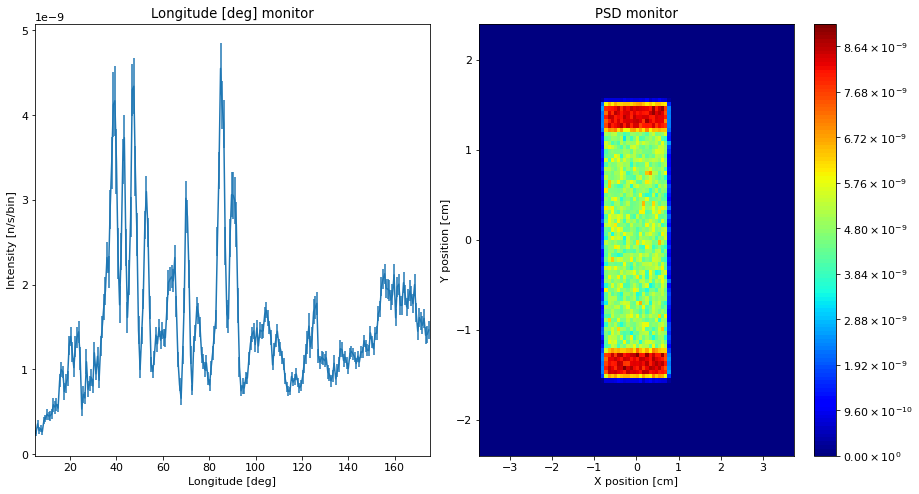 Longitude [deg] monitor
1e−9
5
4
3
2
1
0
Intensity [n/s/bin]
20 40 60 80 100 120 140 160
Longitude [deg]
PSD monitor
2
1
0
−1
−2
Y position [cm]
−3 −2 −1 0 1 2 3
X position [cm]
8.64 × 10⁻⁹
7.68 × 10⁻⁹
6.72 × 10⁻⁹
5.76 × 10⁻⁹
4.80 × 10⁻⁹
3.84 × 10⁻⁹
2.88 × 10⁻⁹
1.92 × 10⁻⁹
9.60 × 10⁻¹⁰
0.00 × 10⁰